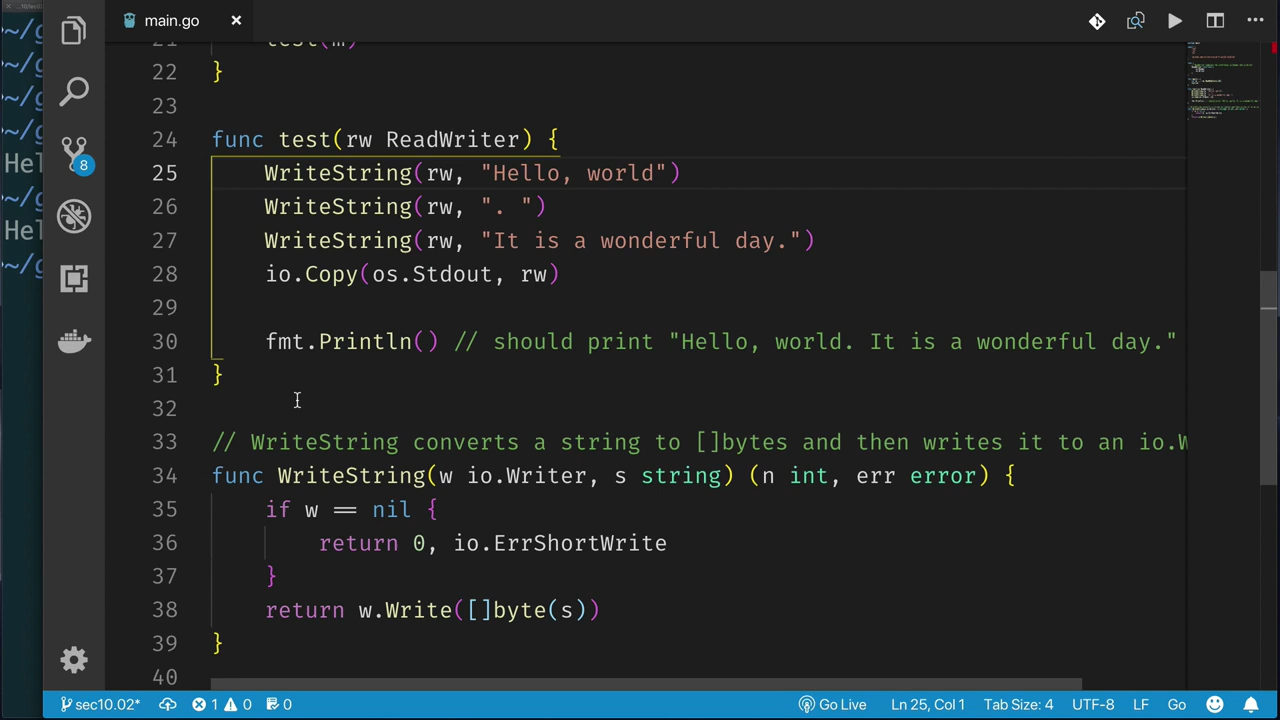 main.go
21 test(m)
22 }
23
24 func test(rw ReadWriter) {
25 WriteString(rw, "Hello, world")
26 WriteString(rw, ". ")
27 WriteString(rw, "It is a wonderful day.")
28 io.Copy(os.Stdout, rw)
29
30 fmt.Println() // should print "Hello, world. It is a wonderful day."
31 }
32
33 // WriteString converts a string to []bytes and then writes it to an io.W
34 func WriteString(w io.Writer, s string) (n int, err error) {
35 if w == nil {
36 return 0, io.ErrShortWrite
37 }
38 return w.Write([]byte(s))
39 }
40
~/g
~/g
~/g
~/g
Hel
~/g
Hel
~/g
8
sec10.02* 1 0 0 Go Live Ln 25, Col 1 Tab Size: 4 UTF-8 LF Go